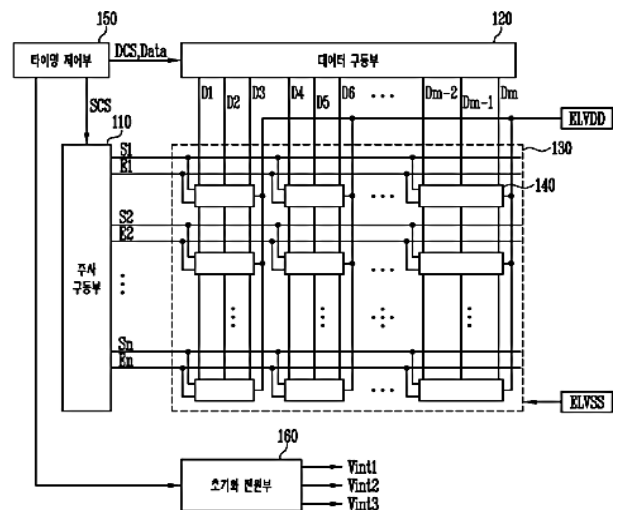 150
타이밍 제어부
DCS,Data
120
데이터 구동부
SCS
D1
D2
D3
D4
D5
D6
...
Dm-2
Dm-1
Dm
ELVDD
110
주사
구동부
S1
E1
130
140
S2
E2
Sn
En
ELVSS
160
초기화 전원부
Vint1
Vint2
Vint3